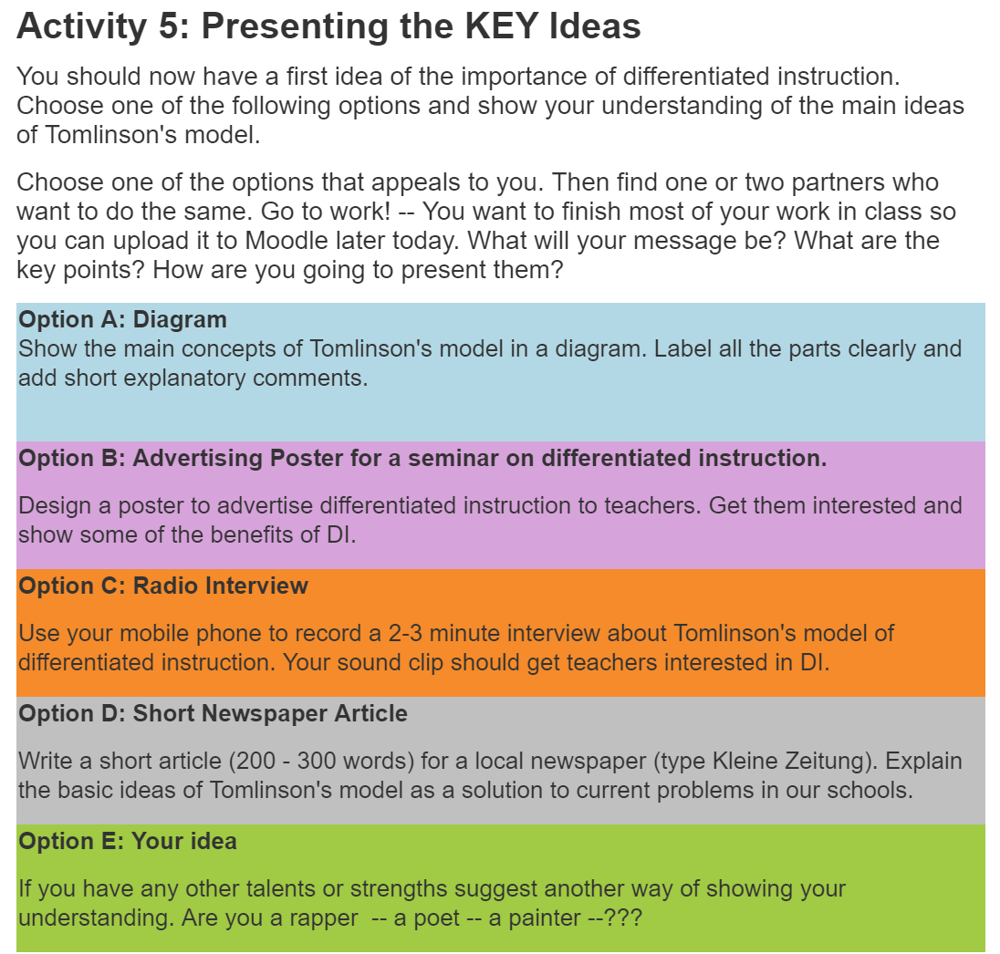 Activity 5: Presenting the KEY Ideas
You should now have a first idea of the importance of differentiated instruction.
Choose one of the following options and show your understanding of the main ideas
of Tomlinson's model.
Choose one of the options that appeals to you. Then find one or two partners who
want to do the same. Go to work! -- You want to finish most of your work in class so
you can upload it to Moodle later today. What will your message be? What are the
key points? How are you going to present them?
Option A: Diagram
Show the main concepts of Tomlinson's model in a diagram. Label all the parts clearly and
add short explanatory comments.
Option B: Advertising Poster for a seminar on differentiated instruction.
Design a poster to advertise differentiated instruction to teachers. Get them interested and
show some of the benefits of DI.
Option C: Radio Interview
Use your mobile phone to record a 2-3 minute interview about Tomlinson's model of
differentiated instruction. Your sound clip should get teachers interested in DI.
Option D: Short Newspaper Article
Write a short article (200 - 300 words) for a local newspaper (type Kleine Zeitung). Explain
the basic ideas of Tomlinson's model as a solution to current problems in our schools.
Option E: Your idea
If you have any other talents or strengths suggest another way of showing your
understanding. Are you a rapper  -- a poet -- a painter --???